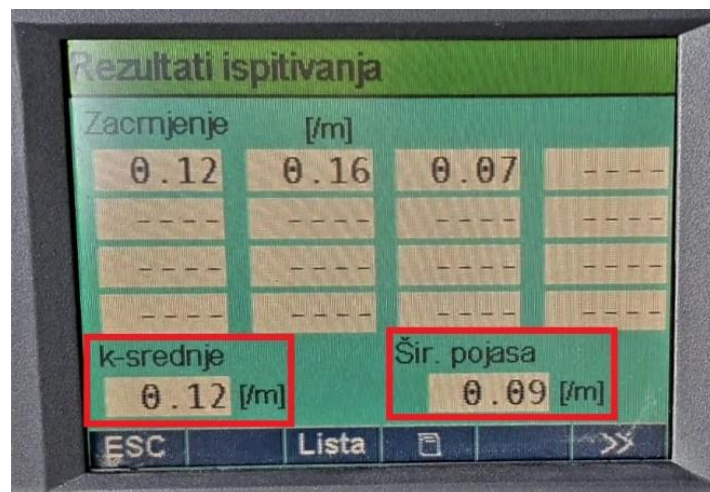 Rezultati ispitivanja
Zacrnjenje [/m]
0.12 0.16 0.07 ----
---- ---- ---- ----
---- ---- ---- ----
---- ---- ---- ----
k-srednje Šir. pojasa
0.12 [/m] 0.09 [/m]
ESC Lista >>